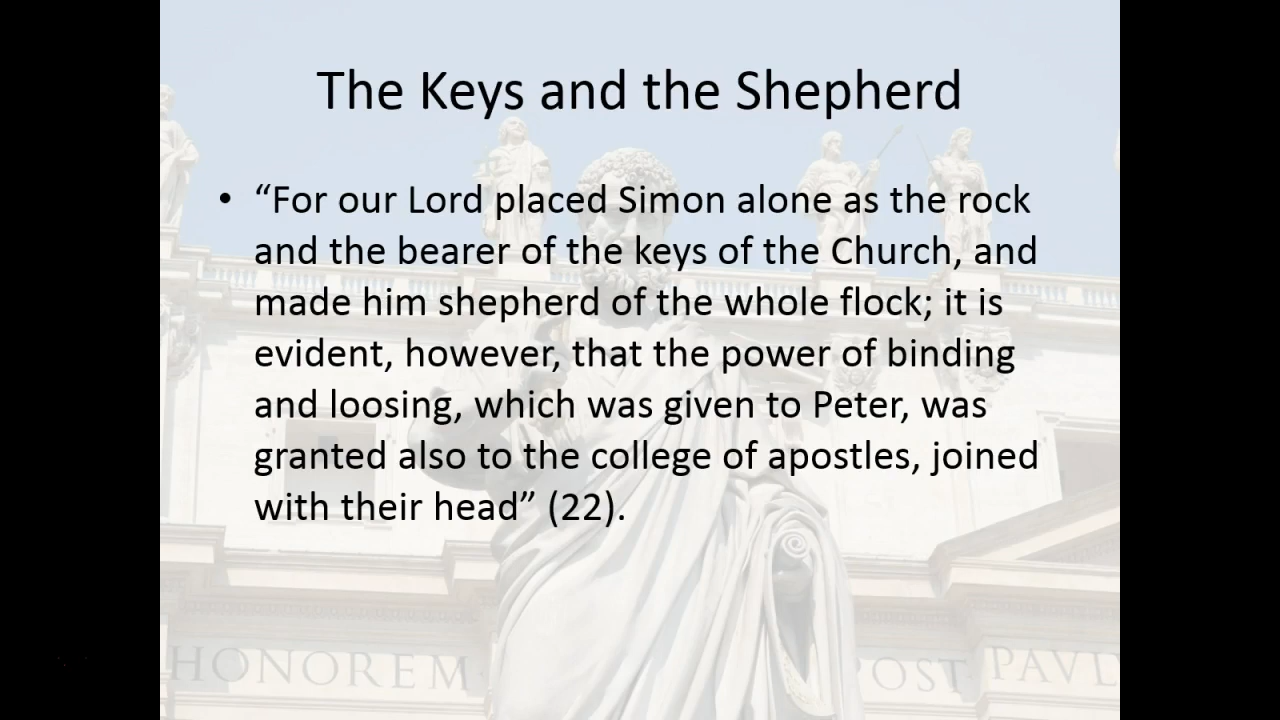 The Keys and the Shepherd
• “For our Lord placed Simon alone as the rock
and the bearer of the keys of the Church, and
made him shepherd of the whole flock; it is
evident, however, that the power of binding
and loosing, which was given to Peter, was
granted also to the college of apostles, joined
with their head” (22).
HONOREM POST PAVL